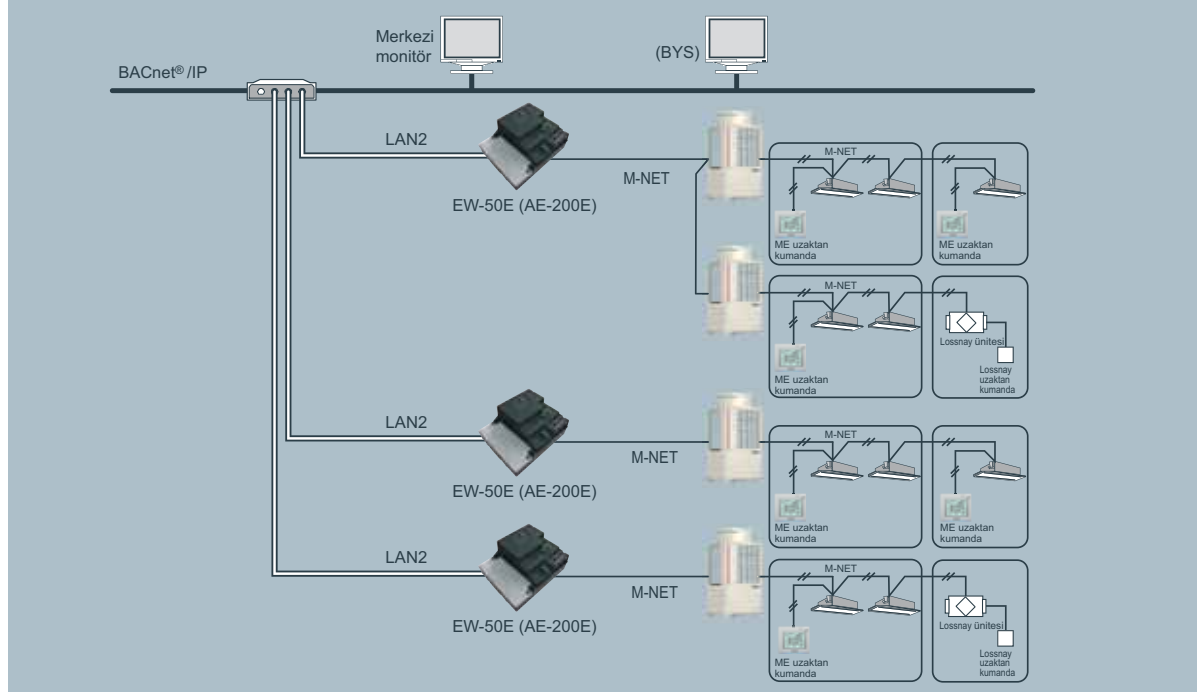 Merkezi
monitör
(BYS)
BACnet® /IP
LAN2
EW-50E (AE-200E)
M-NET
M-NET
ME uzaktan
kumanda
ME uzaktan
kumanda
M-NET
ME uzaktan
kumanda
Lossnay ünitesi
Lossnay
uzaktan
kumanda
LAN2
EW-50E (AE-200E)
M-NET
M-NET
ME uzaktan
kumanda
ME uzaktan
kumanda
LAN2
EW-50E (AE-200E)
M-NET
M-NET
ME uzaktan
kumanda
Lossnay ünitesi
Lossnay
uzaktan
kumanda